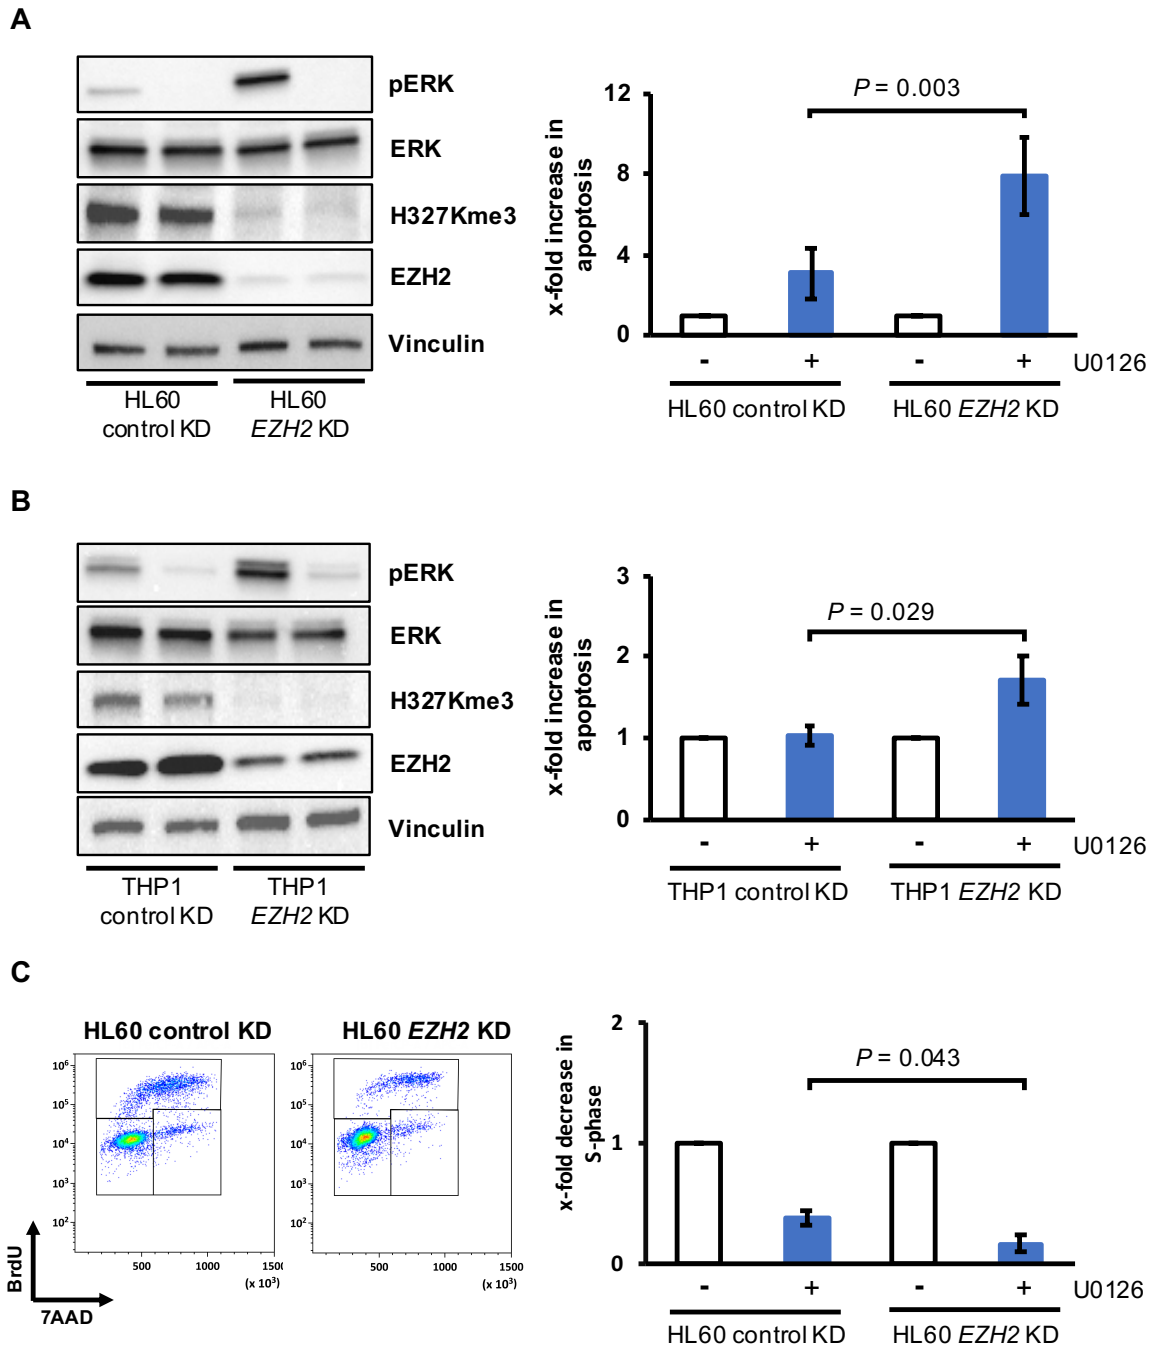 A
pERK
ERK
H327Kme3
EZH2
Vinculin
HL60
control KD
HL60
EZH2 KD
x-fold increase in
apoptosis
12
8
4
0
P = 0.003
- + - + U0126
HL60 control KD HL60 EZH2 KD
B
pERK
ERK
H327Kme3
EZH2
Vinculin
THP1
control KD
THP1
EZH2 KD
x-fold increase in
apoptosis
3
2
1
0
P = 0.029
- + - + U0126
THP1 control KD THP1 EZH2 KD
C
HL60 control KD
HL60 EZH2 KD
10⁶
10⁵
10⁴
10³
10²
500 1000 1500
(x 10³)
10⁶
10⁵
10⁴
10³
10²
500 1000 1500
(x 10³)
BrdU
7AAD
x-fold decrease in
S-phase
2
1
0
P = 0.043
- + - + U0126
HL60 control KD HL60 EZH2 KD